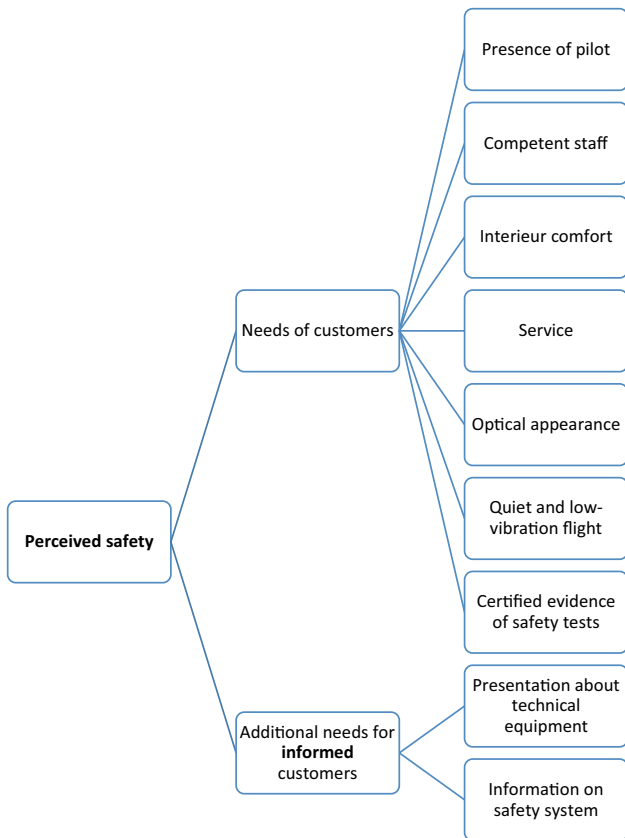 Presence of pilot
Competent staff
Interieur comfort
Needs of customers
Service
Optical appearance
Perceived safety
Quiet and low-
vibration flight
Certified evidence
of safety tests
Additional needs for
informed
customers
Presentation about
technical
equipment
Information on
safety system